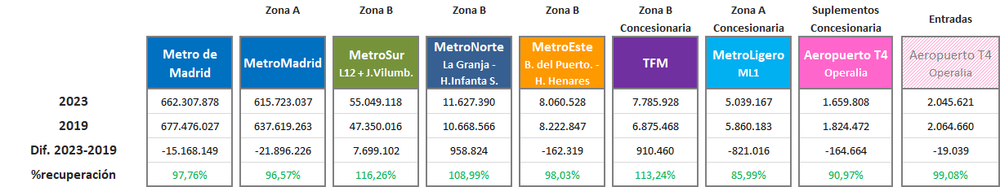 Zona A Zona B Zona B Zona B Zona B Zona A Suplementos Entradas
Concesionaria Concesionaria Concesionaria
Metro de MetroMadrid MetroSur MetroNorte MetroEste TFM MetroLigero Aeropuerto T4 Aeropuerto T4
Madrid L12 + J.Vilumb. La Granja - B. del Puerto. - ML1 Operalia Operalia
H.Infanta S. H. Henares
2023 662.307.878 615.723.037 55.049.118 11.627.390 8.060.528 7.785.928 5.039.167 1.659.808 2.045.621
2019 677.476.027 637.619.263 47.350.016 10.668.566 8.222.847 6.875.468 5.860.183 1.824.472 2.064.660
Dif. 2023-2019 -15.168.149 -21.896.226 7.699.102 958.824 -162.319 910.460 -821.016 -164.664 -19.039
%recuperación 97,76% 96,57% 116,26% 108,99% 98,03% 113,24% 85,99% 90,97% 99,08%